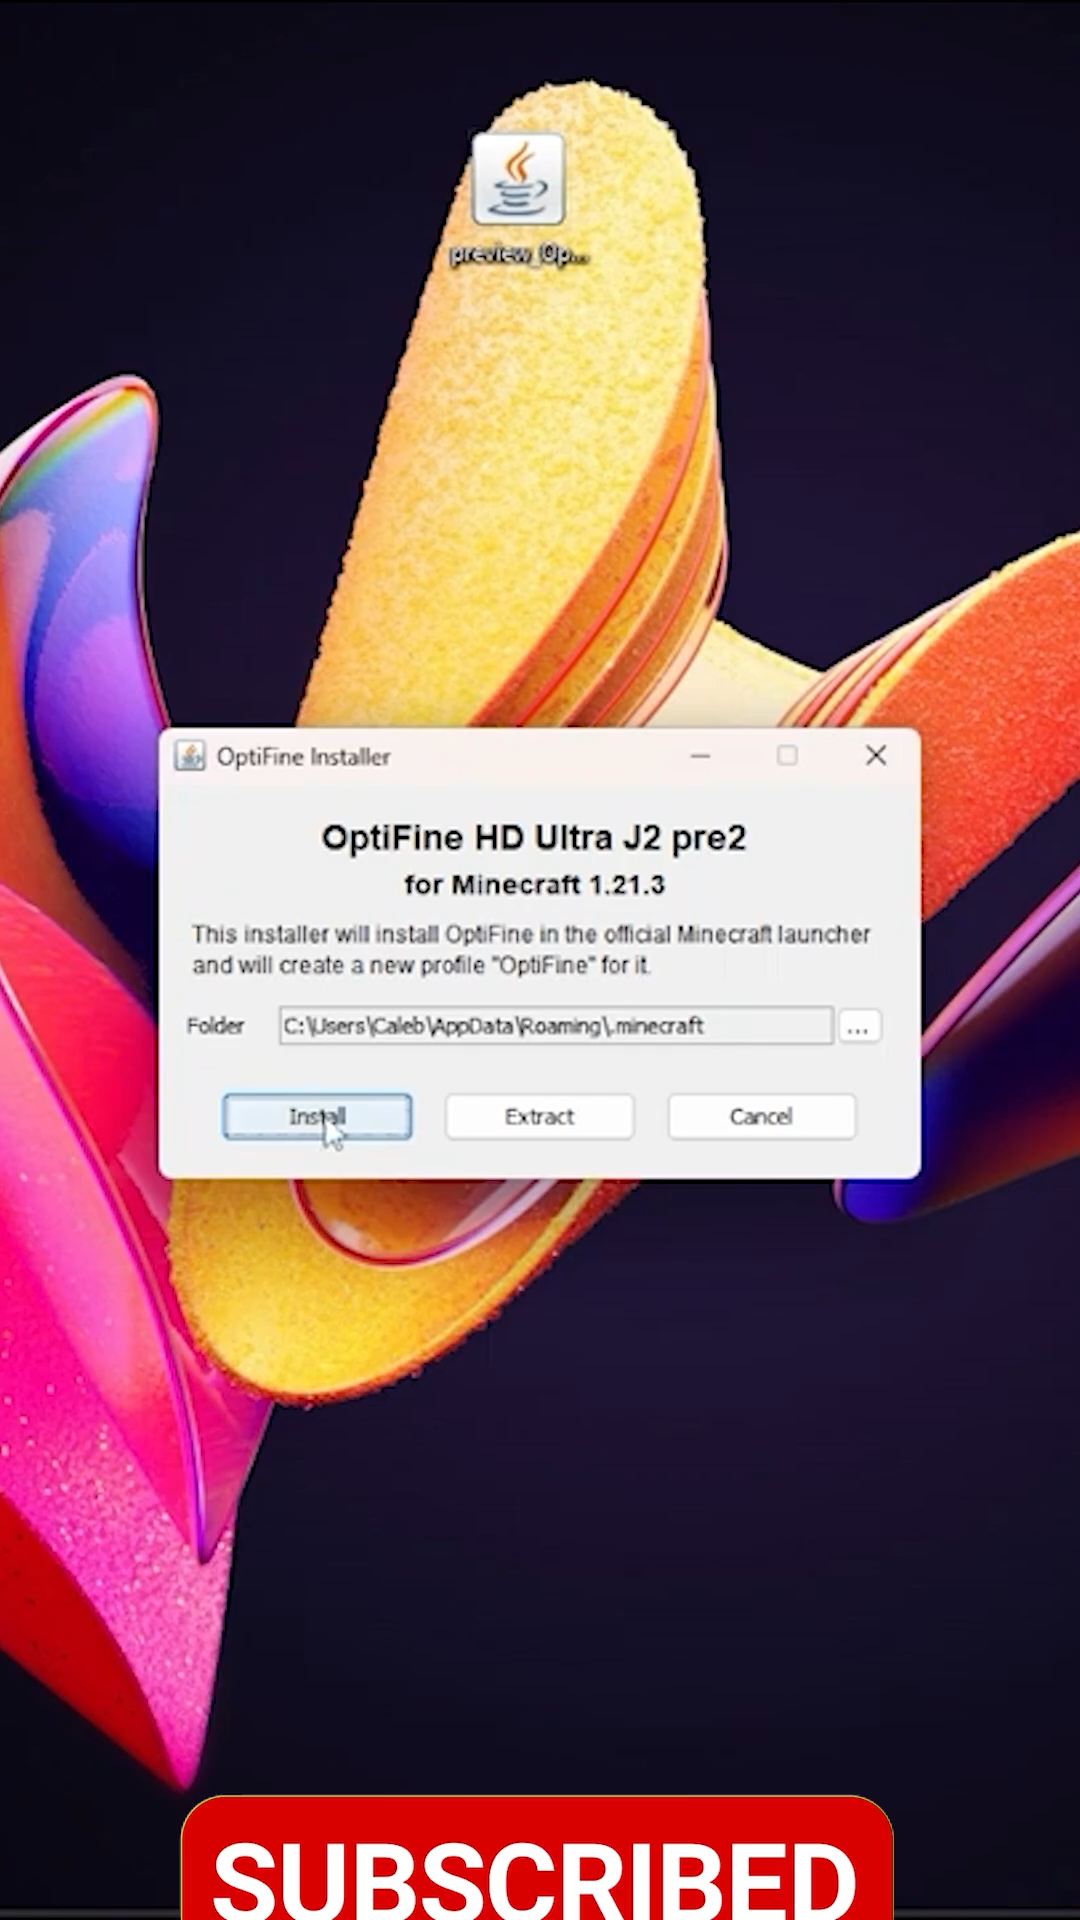 preview_Op...
OptiFine Installer
OptiFine HD Ultra J2 pre2
for Minecraft 1.21.3
This installer will install OptiFine in the official Minecraft launcher
and will create a new profile "OptiFine" for it.
Folder C:\Users\Caleb\AppData\Roaming\.minecraft ...
Install Extract Cancel
SUBSCRIBED